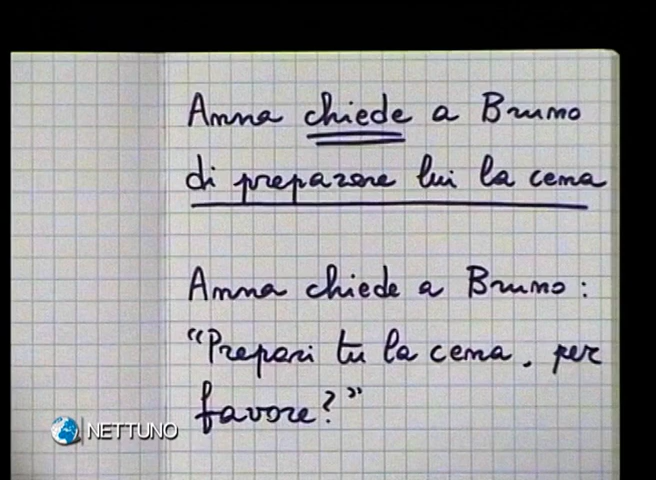 Anna chiede a Bruno
di preparare lui la cena
Anna chiede a Bruno:
“Prepari tu la cena, per
favore?”
NETTUNO